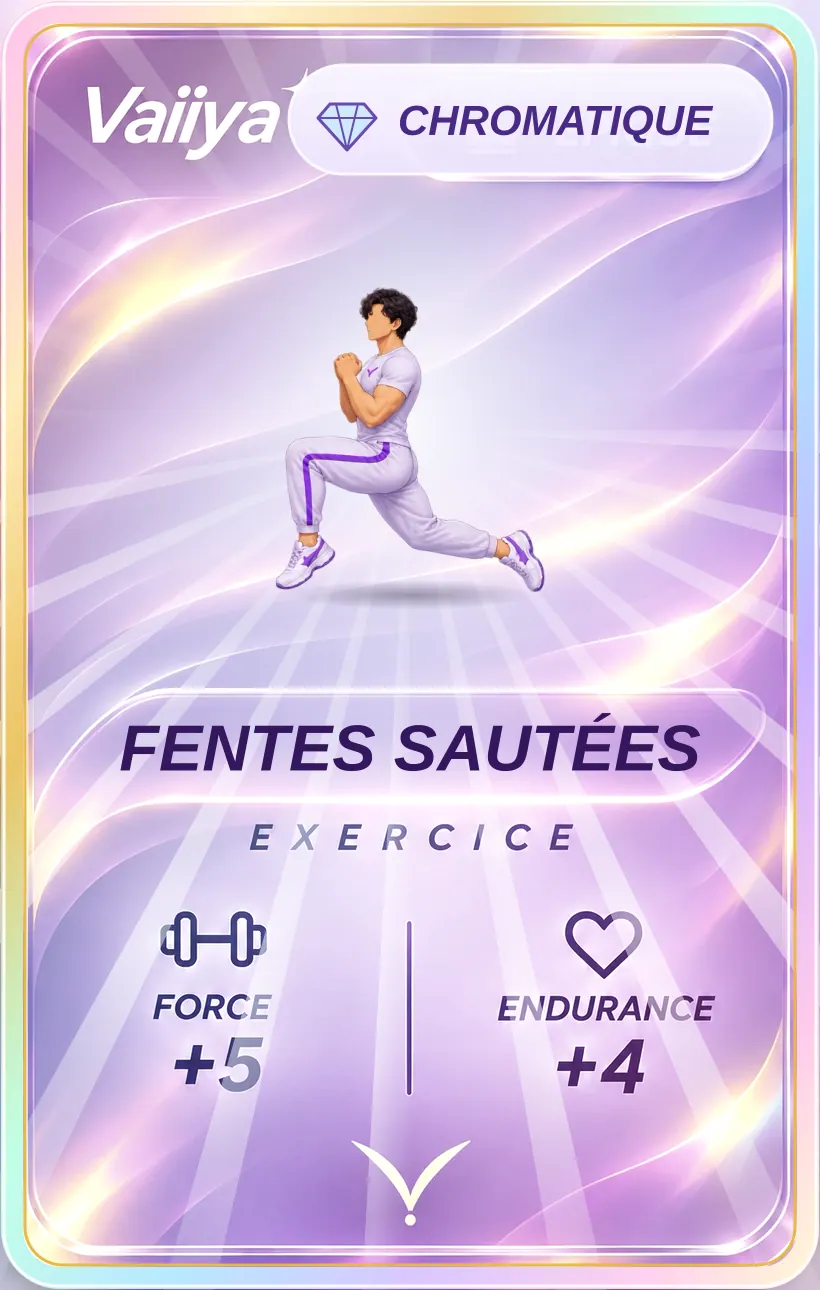 Vaiiya
CHROMATIQUE
FENTES SAUTÉES
EXERCICE
FORCE
+5
ENDURANCE
+4